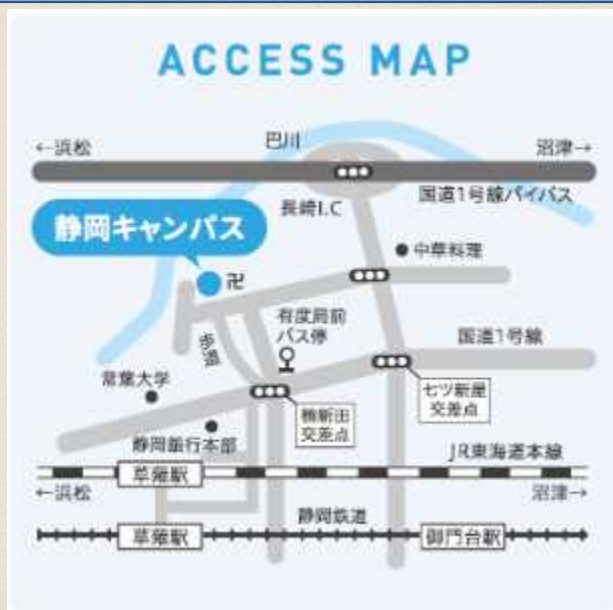 ACCESS MAP
←浜松
巴川
沼津→
国道1号線バイパス
長崎I.C
静岡キャンパス
中華料理
卍
有度局前
バス停
歩道
国道1号線
常葉大学
七ツ新屋
交差点
楠新田
交差点
静岡銀行本部
JR東海道本線
草薙駅
←浜松
沼津→
静岡鉄道
草薙駅
御門台駅